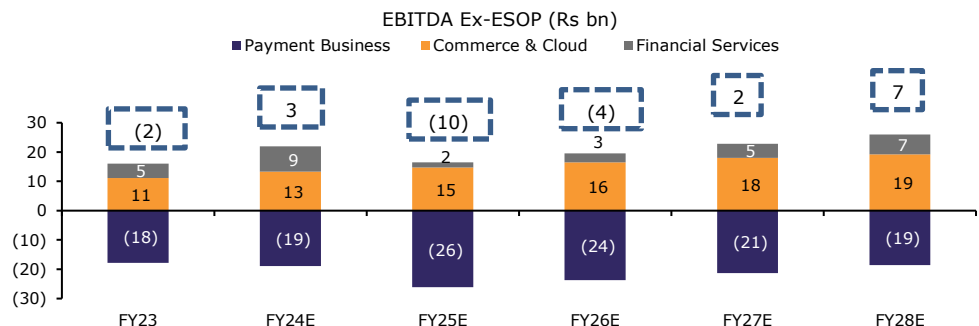 EBITDA Ex-ESOP (Rs bn)
Payment Business Commerce & Cloud Financial Services
(2) 3 (10) (4) 2 7
30
20
10
0
(10)
(20)
(30)
5 9 2 3 5 7
11 13 15 16 18 19
(18) (19) (26) (24) (21) (19)
FY23 FY24E FY25E FY26E FY27E FY28E